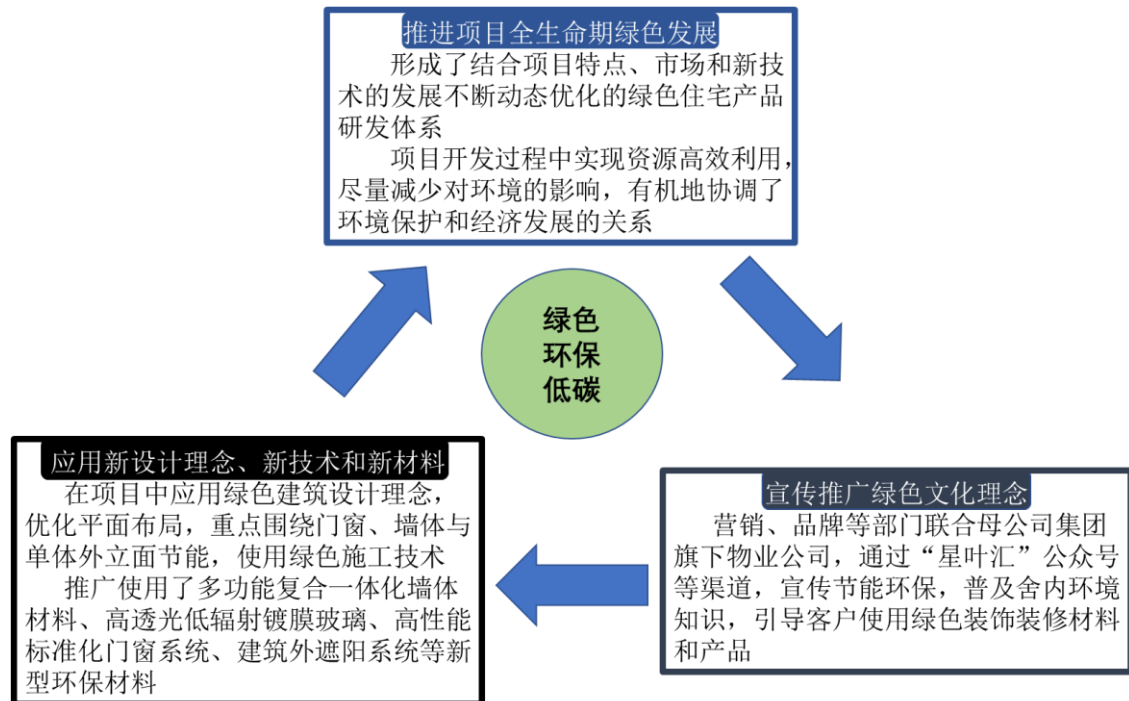 推进项目全生命期绿色发展
形成了结合项目特点、市场和新技
术的发展不断动态优化的绿色住宅产品
研发体系
项目开发过程中实现资源高效利用，
尽量减少对环境的影响，有机地协调了
环境保护和经济发展的关系
绿色
环保
低碳
应用新设计理念、新技术和新材料
在项目中应用绿色建筑设计理念，
优化平面布局，重点围绕门窗、墙体与
单体外立面节能，使用绿色施工技术
推广使用了多功能复合一体化墙体
材料、高透光低辐射镀膜玻璃、高性能
标准化门窗系统、建筑外遮阳系统等新
型环保材料
宣传推广绿色文化理念
营销、品牌等部门联合母公司集团
旗下物业公司，通过“星叶汇”公众号
等渠道，宣传节能环保，普及舍内环境
知识，引导客户使用绿色装饰装修材料
和产品